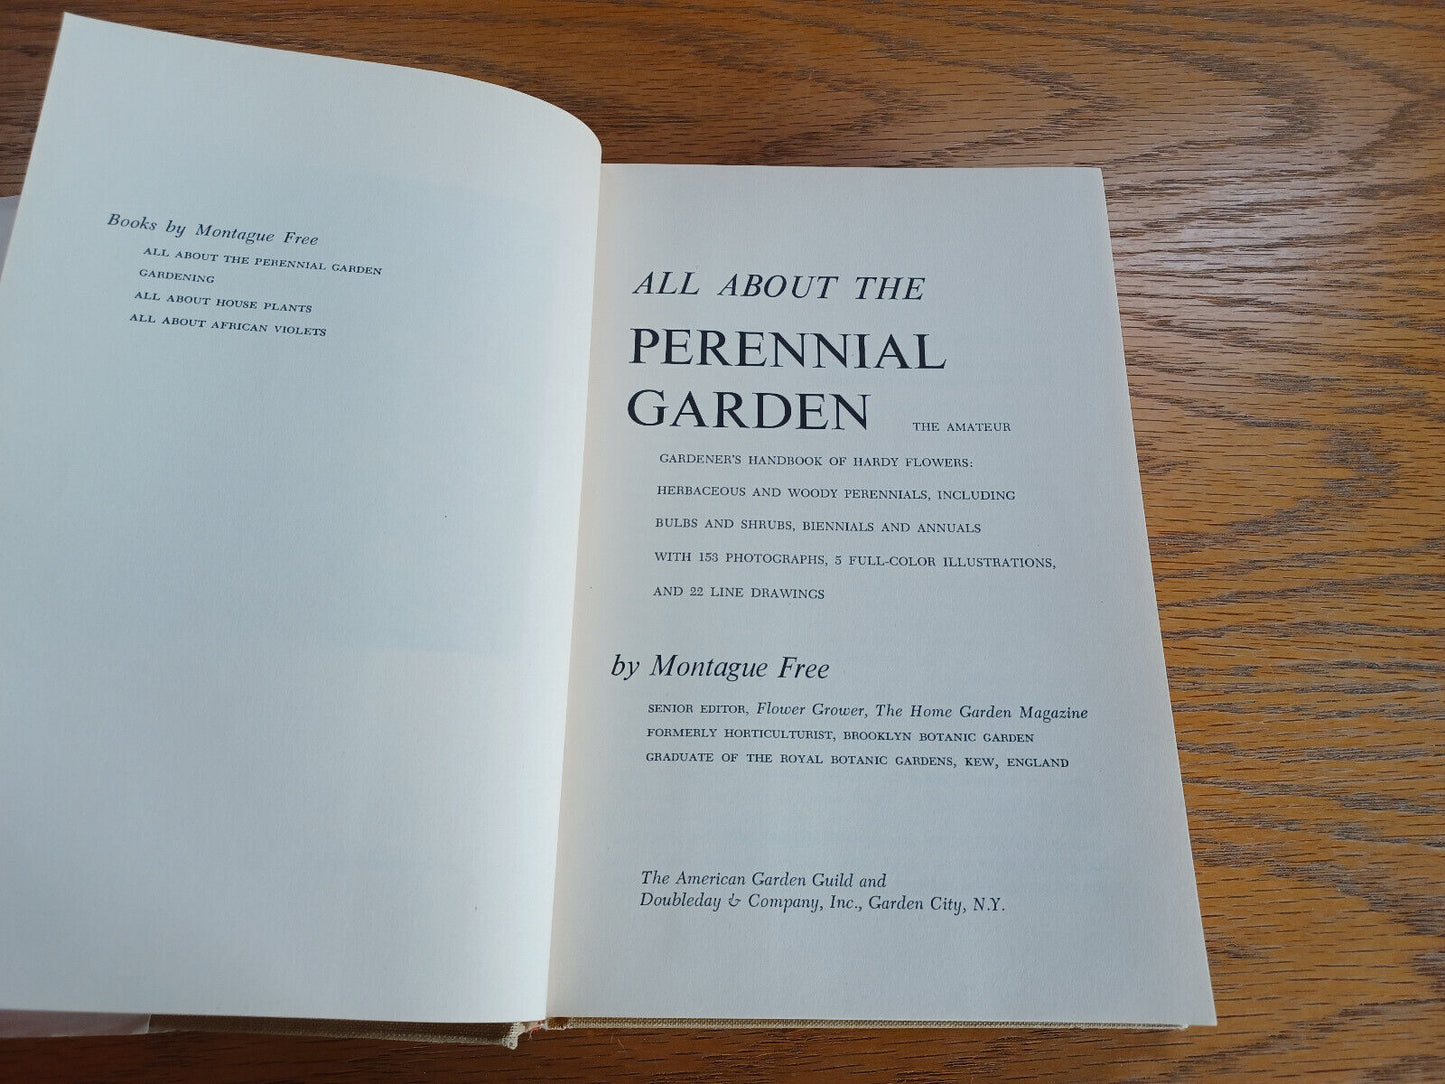 Books by Montague Free
ALL ABOUT THE PERENNIAL GARDEN
GARDENING
ALL ABOUT HOUSE PLANTS
ALL ABOUT AFRICAN VIOLETS
ALL ABOUT THE
PERENNIAL
GARDEN THE AMATEUR
GARDENER'S HANDBOOK OF HARDY FLOWERS:
HERBACEOUS AND WOODY PERENNIALS, INCLUDING
BULBS AND SHRUBS, BIENNIALS AND ANNUALS
WITH 153 PHOTOGRAPHS, 5 FULL-COLOR ILLUSTRATIONS,
AND 22 LINE DRAWINGS
by Montague Free
SENIOR EDITOR, Flower Grower, The Home Garden Magazine
FORMERLY HORTICULTURIST, BROOKLYN BOTANIC GARDEN
GRADUATE OF THE ROYAL BOTANIC GARDENS, KEW, ENGLAND
The American Garden Guild and
Doubleday & Company, Inc., Garden City, N.Y.